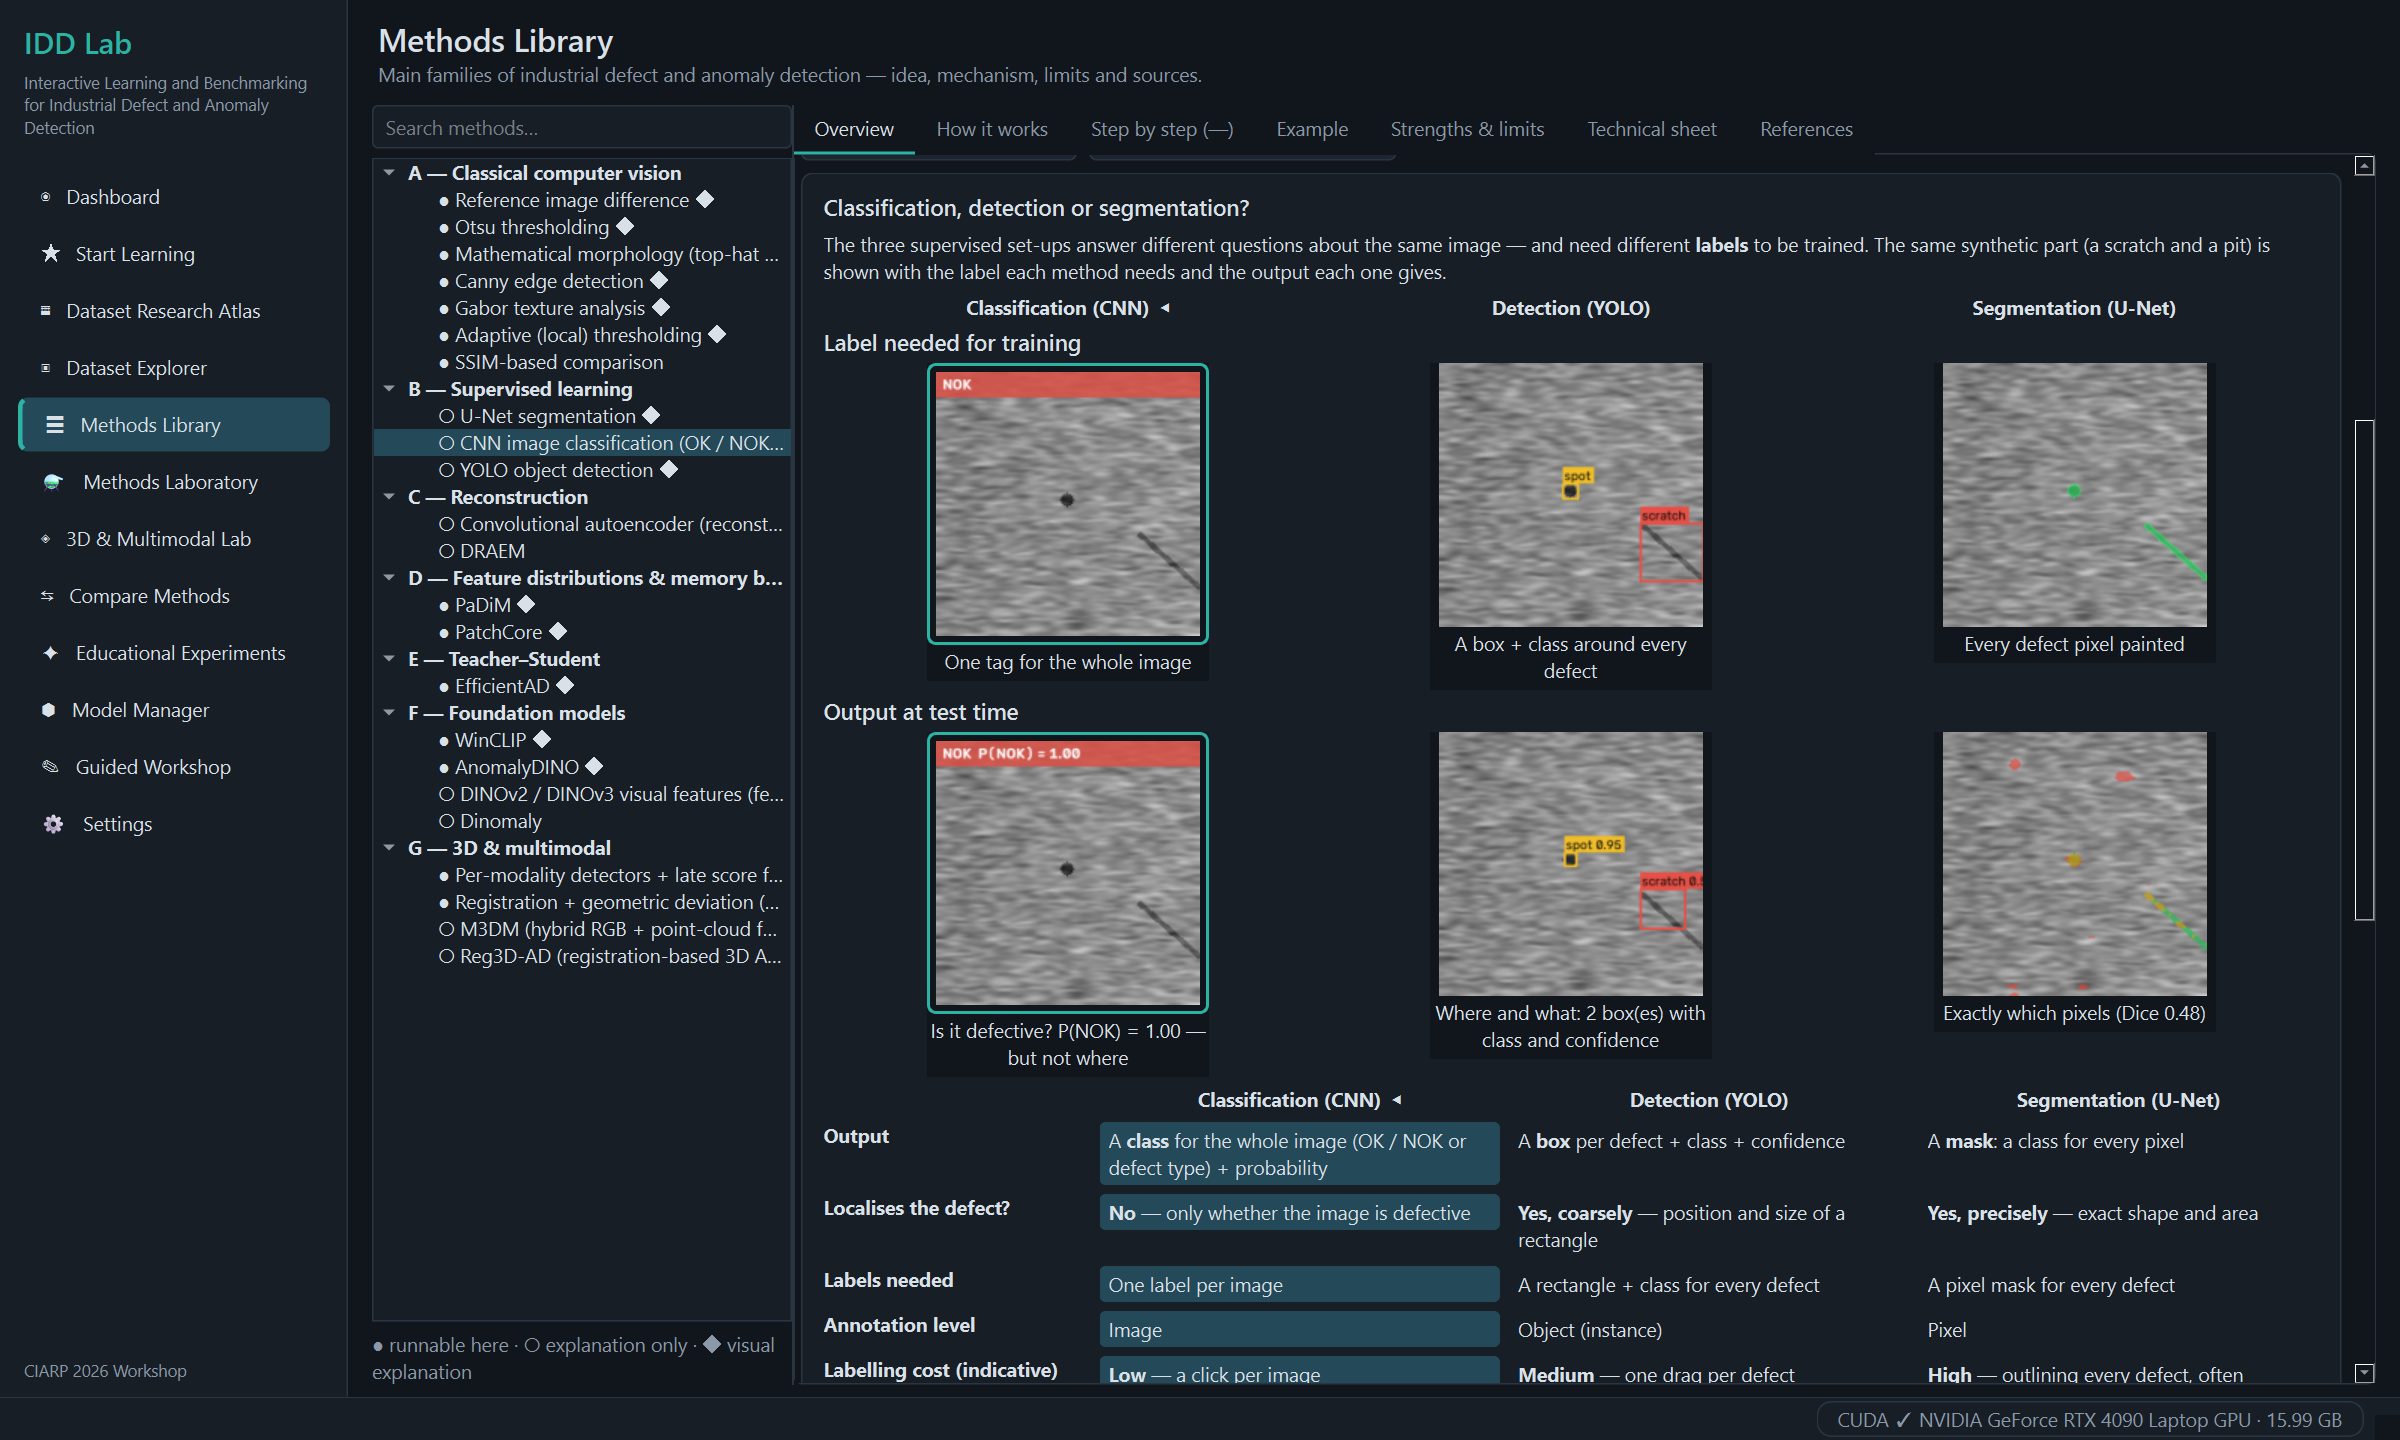 IDD Lab
Interactive Learning and Benchmarking
for Industrial Defect and Anomaly
Detection
Dashboard
Start Learning
Dataset Research Atlas
Dataset Explorer
Methods Library
Methods Laboratory
3D & Multimodal Lab
Compare Methods
Educational Experiments
Model Manager
Guided Workshop
Settings
CIARP 2026 Workshop
Methods Library
Main families of industrial defect and anomaly detection — idea, mechanism, limits and sources.
Search methods...
A — Classical computer vision
● Reference image difference ◆
● Otsu thresholding ◆
● Mathematical morphology (top-hat ...
● Canny edge detection ◆
● Gabor texture analysis ◆
● Adaptive (local) thresholding ◆
● SSIM-based comparison
B — Supervised learning
○ U-Net segmentation ◆
○ CNN image classification (OK / NOK...
○ YOLO object detection ◆
C — Reconstruction
○ Convolutional autoencoder (reconst...
○ DRAEM
D — Feature distributions & memory b...
● PaDiM ◆
● PatchCore ◆
E — Teacher–Student
● EfficientAD ◆
F — Foundation models
● WinCLIP ◆
● AnomalyDINO ◆
○ DINOv2 / DINOv3 visual features (fe...
○ Dinomaly
G — 3D & multimodal
● Per-modality detectors + late score f...
● Registration + geometric deviation (...
○ M3DM (hybrid RGB + point-cloud f...
○ Reg3D-AD (registration-based 3D A...
● runnable here · ○ explanation only · ◆ visual
explanation
Overview How it works Step by step (—) Example Strengths & limits Technical sheet References
Classification, detection or segmentation?
The three supervised set-ups answer different questions about the same image — and need different labels to be trained. The same synthetic part (a scratch and a pit) is
shown with the label each method needs and the output each one gives.
Classification (CNN) ◂ Detection (YOLO) Segmentation (U-Net)
Label needed for training
NOK
spot
scratch
One tag for the whole image
A box + class around every
defect
Every defect pixel painted
Output at test time
NOK P(NOK) = 1.00
spot 0.95
scratch 0.
Is it defective? P(NOK) = 1.00 —
but not where
Where and what: 2 box(es) with
class and confidence
Exactly which pixels (Dice 0.48)
Classification (CNN) ◂ Detection (YOLO) Segmentation (U-Net)
Output
A class for the whole image (OK / NOK or
defect type) + probability
A box per defect + class + confidence
A mask: a class for every pixel
Localises the defect?
No — only whether the image is defective
Yes, coarsely — position and size of a
rectangle
Yes, precisely — exact shape and area
Labels needed
One label per image
A rectangle + class for every defect
A pixel mask for every defect
Annotation level
Image
Object (instance)
Pixel
Labelling cost (indicative)
Low — a click per image
Medium — one drag per defect
High — outlining every defect, often
CUDA ✓ NVIDIA GeForce RTX 4090 Laptop GPU · 15.99 GB